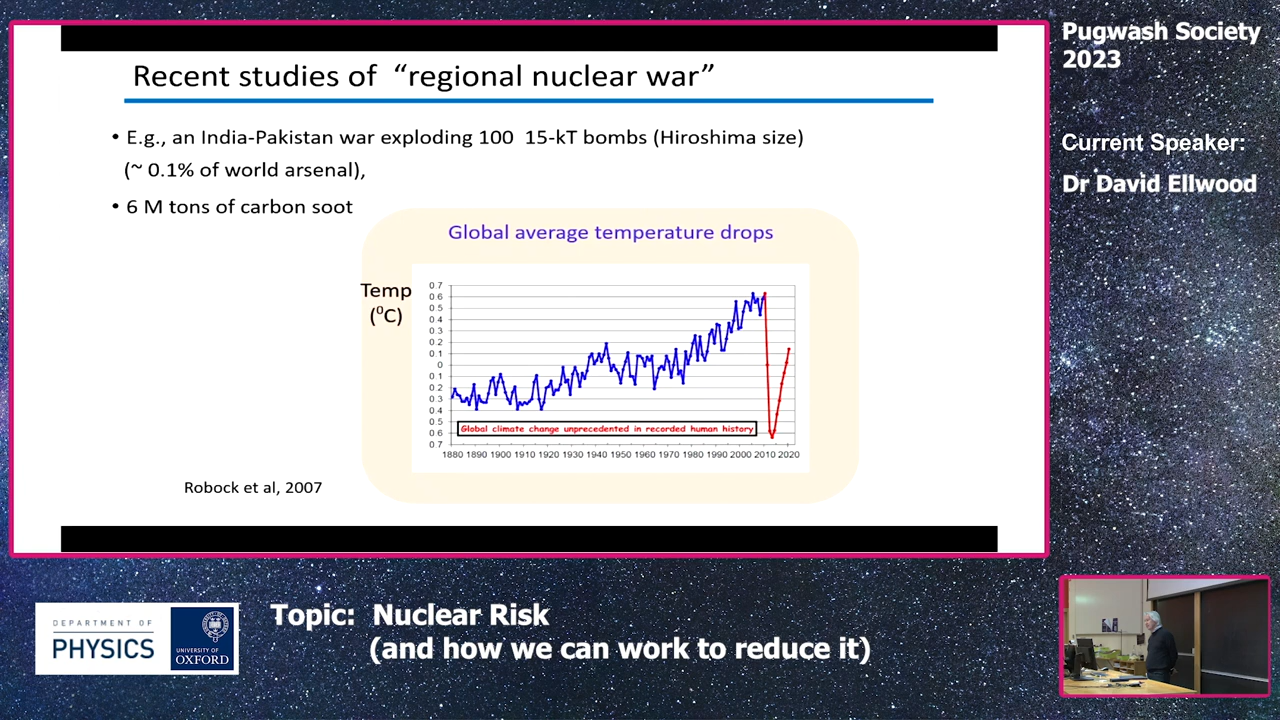 Recent studies of “regional nuclear war”
• E.g., an India-Pakistan war exploding 100 15-kT bombs (Hiroshima size)
(~ 0.1% of world arsenal),
• 6 M tons of carbon soot
Global average temperature drops
Temp
(⁰C)
0 7
0 6
0 5
0 4
0 3
0 2
0 1
0
0 1
0 2
0 3
0 4
0 5
0 6
0 7
Global climate change unprecedented in recorded human history
1880 1890 1900 1910 1920 1930 1940 1950 1960 1970 1980 1990 2000 2010 2020
Robock et al, 2007
Pugwash Society
2023
Current Speaker:
Dr David Ellwood
DEPARTMENT OF
PHYSICS
UNIVERSITY OF
OXFORD
Topic: Nuclear Risk
(and how we can work to reduce it)